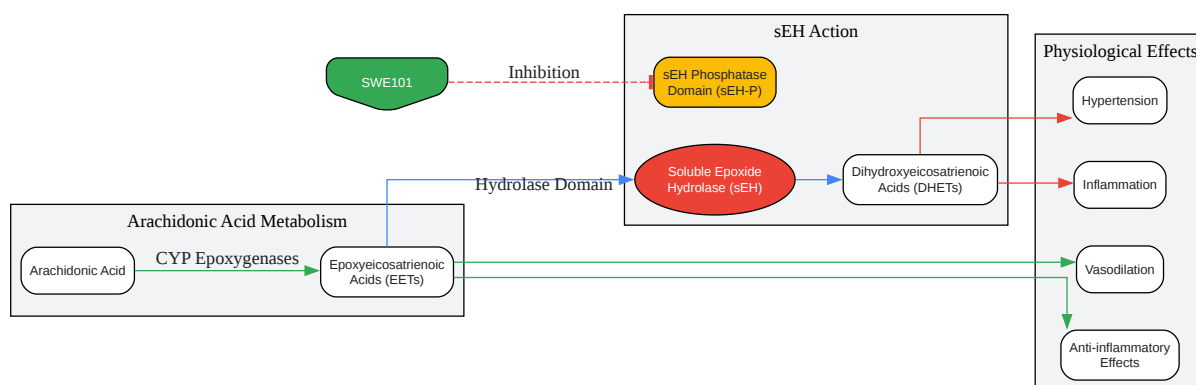 sEH Action
Physiological Effects
SWE101
Inhibition
sEH Phosphatase
Domain (sEH-P)
Hypertension
Hydrolase Domain
Soluble Epoxide
Hydrolase (sEH)
Dihydroxyeicosatrienoic
Acids (DHETs)
Inflammation
Arachidonic Acid Metabolism
Arachidonic Acid
CYP Epoxygenases
Epoxyeicosatrienoic
Acids (EETs)
Vasodilation
Anti-inflammatory
Effects